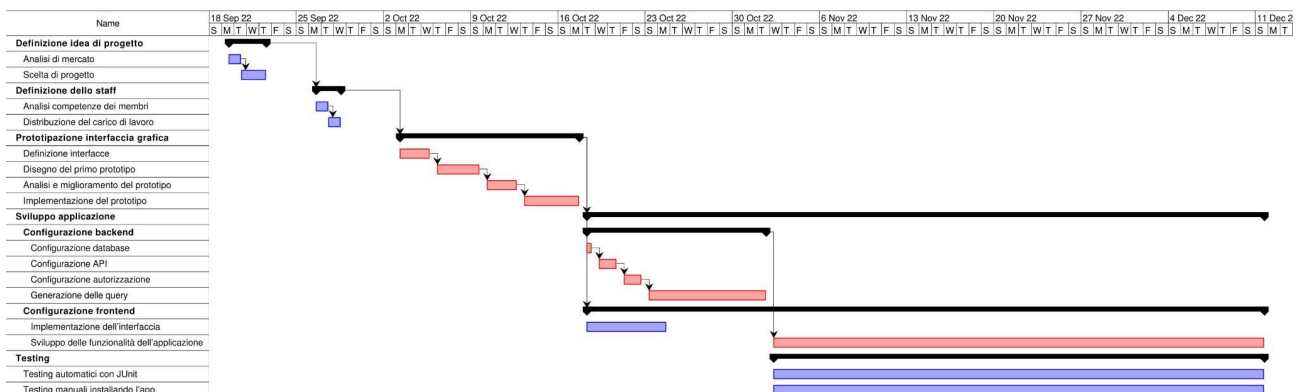 Name
18 Sep 22 25 Sep 22 2 Oct 22 9 Oct 22 16 Oct 22 23 Oct 22 30 Oct 22 6 Nov 22 13 Nov 22 20 Nov 22 27 Nov 22 4 Dec 22 11 Dec 2
S M T W T F S S M T W T F S S M T W T F S S M T W T F S S M T W T F S S M T W T F S S M T W T F S S M T W T F S S M T W T F S S M T W T F S S M T W T F S S M T W T F S S M T
Definizione idea di progetto
Analisi di mercato
Scelta di progetto
Definizione dello staff
Analisi competenze dei membri
Distribuzione del carico di lavoro
Prototipazione interfaccia grafica
Definizione interfacce
Disegno del primo prototipo
Analisi e miglioramento del prototipo
Implementazione del prototipo
Sviluppo applicazione
Configurazione backend
Configurazione database
Configurazione API
Configurazione autorizzazione
Generazione delle query
Configurazione frontend
Implementazione dell'interfaccia
Sviluppo delle funzionalità dell'applicazione
Testing
Testing automatici con JUnit
Testing manuali installando l'app